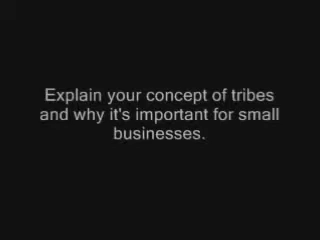 Explain your concept of tribes
and why it's important for small
businesses.